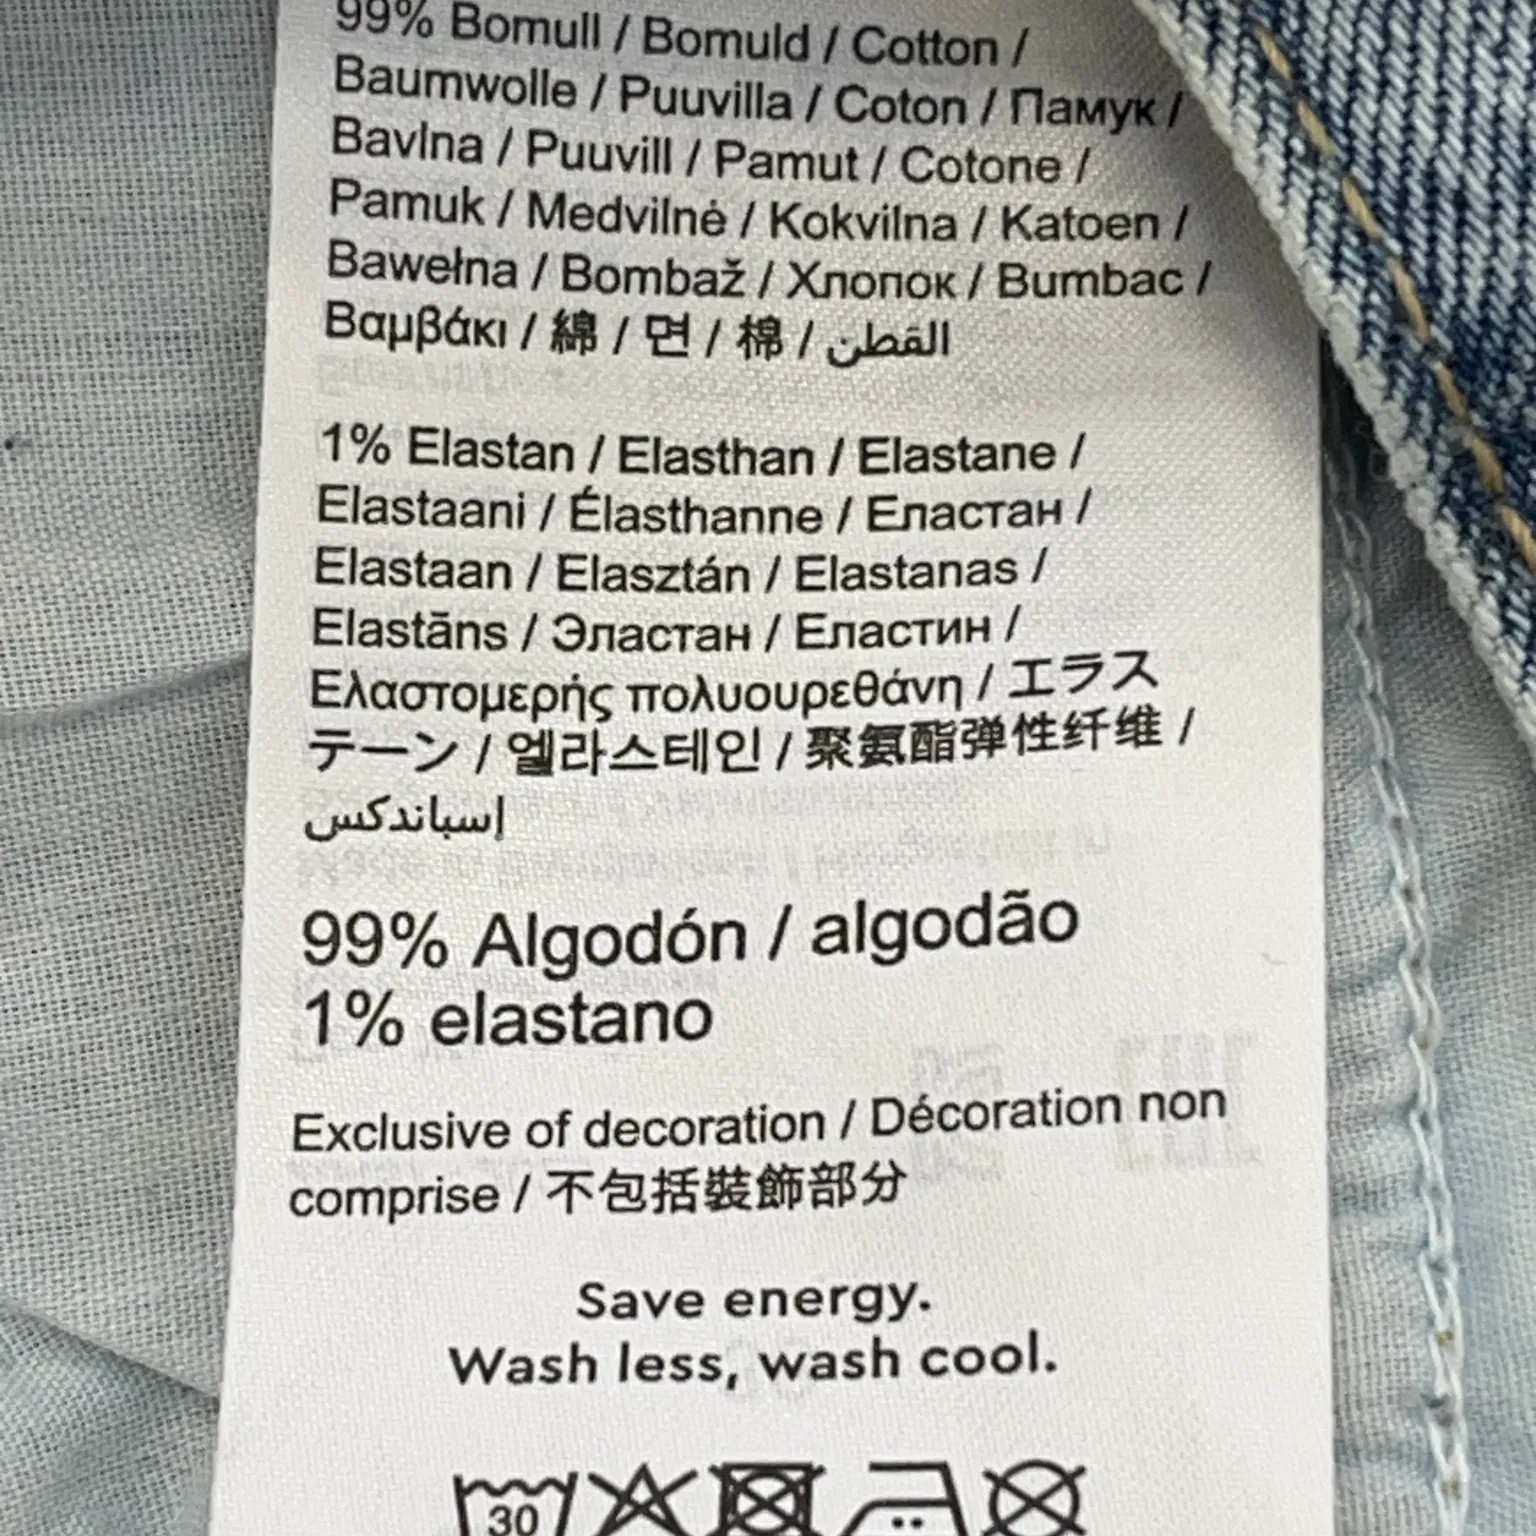 99% Bomull / Bomuld / Cotton /
Baumwolle / Puuvilla / Coton / Памук /
Bavlna / Puuvill / Pamut / Cotone /
Pamuk / Medvilnė / Kokvilna / Katoen /
Bawełna / Bombaž / Хлопок / Bumbac /
Βαμβάκι / 綿 / 면 / 棉 / القطن
1% Elastan / Elasthan / Elastane /
Elastaani / Élasthanne / Еластан /
Elastaan / Elasztán / Elastanas /
Elastāns / Эластан / Еластин /
Ελαστομερής πολυουρεθάνη / エラス
テーン / 엘라스테인 / 聚氨酯弹性纤维 /
إسباندكس
99% Algodón / algodão
1% elastano
Exclusive of decoration / Décoration non
comprise / 不包括裝飾部分
Save energy.
Wash less, wash cool.
30